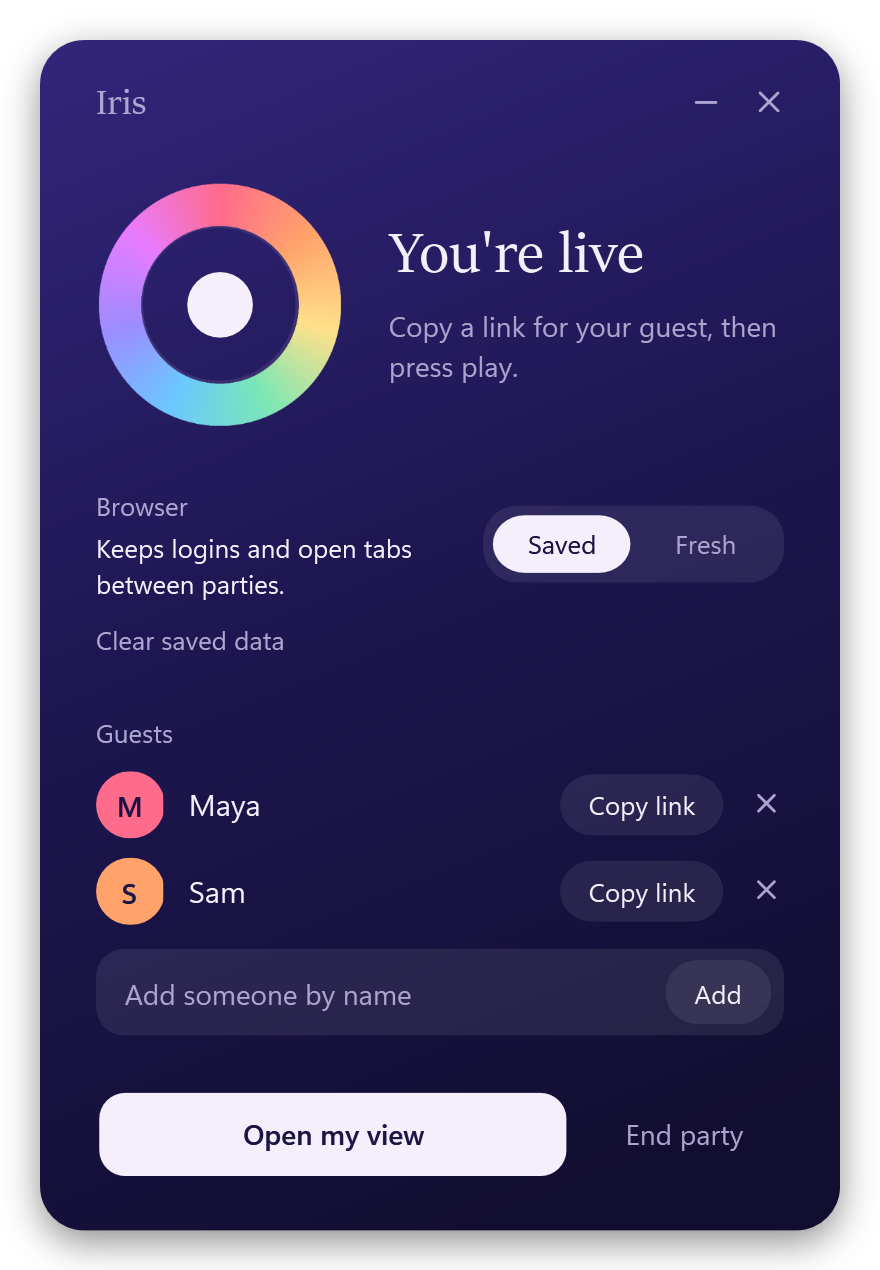 Iris
You're live
Copy a link for your guest, then
press play.
Browser
Keeps logins and open tabs
between parties.
Saved
Fresh
Clear saved data
Guests
M
Maya
Copy link
S
Sam
Copy link
Add someone by name
Add
Open my view
End party